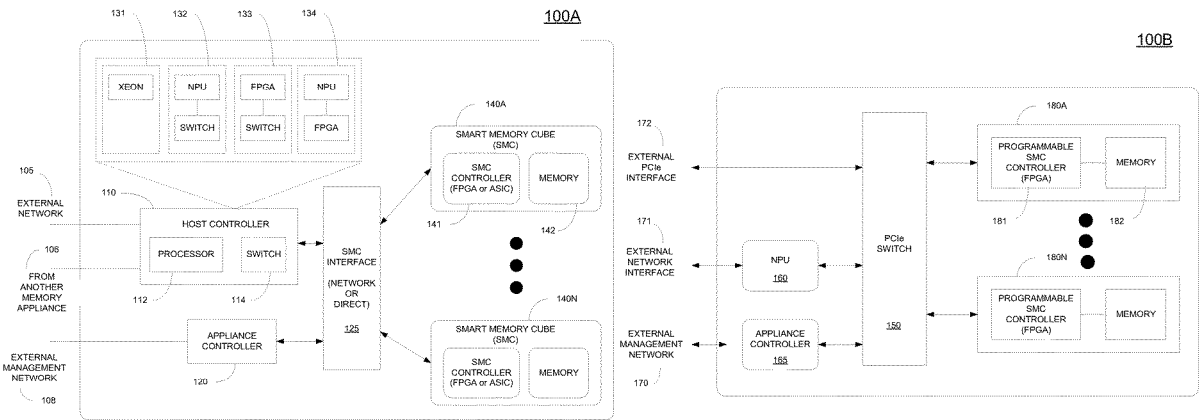 100A
131
132
133
134
XEON
NPU
SWITCH
FPGA
SWITCH
NPU
FPGA
105
EXTERNAL
NETWORK
110
HOST CONTROLLER
PROCESSOR
SWITCH
106
FROM
ANOTHER
MEMORY
APPLIANCE
112
114
APPLIANCE
CONTROLLER
120
EXTERNAL
MANAGEMENT
NETWORK
108
SMC
INTERFACE
(NETWORK
OR
DIRECT)
125
140A
SMART MEMORY CUBE
(SMC)
SMC
CONTROLLER
(FPGA or ASIC)
MEMORY
141
142
140N
SMART MEMORY CUBE
(SMC)
SMC
CONTROLLER
(FPGA or ASIC)
MEMORY
100B
172
EXTERNAL
PCIe
INTERFACE
171
EXTERNAL
NETWORK
INTERFACE
NPU
160
EXTERNAL
MANAGEMENT
NETWORK
170
APPLIANCE
CONTROLLER
165
PCIe
SWITCH
150
180A
PROGRAMMABLE
SMC
CONTROLLER
(FPGA)
MEMORY
181
182
180N
PROGRAMMABLE
SMC
CONTROLLER
(FPGA)
MEMORY